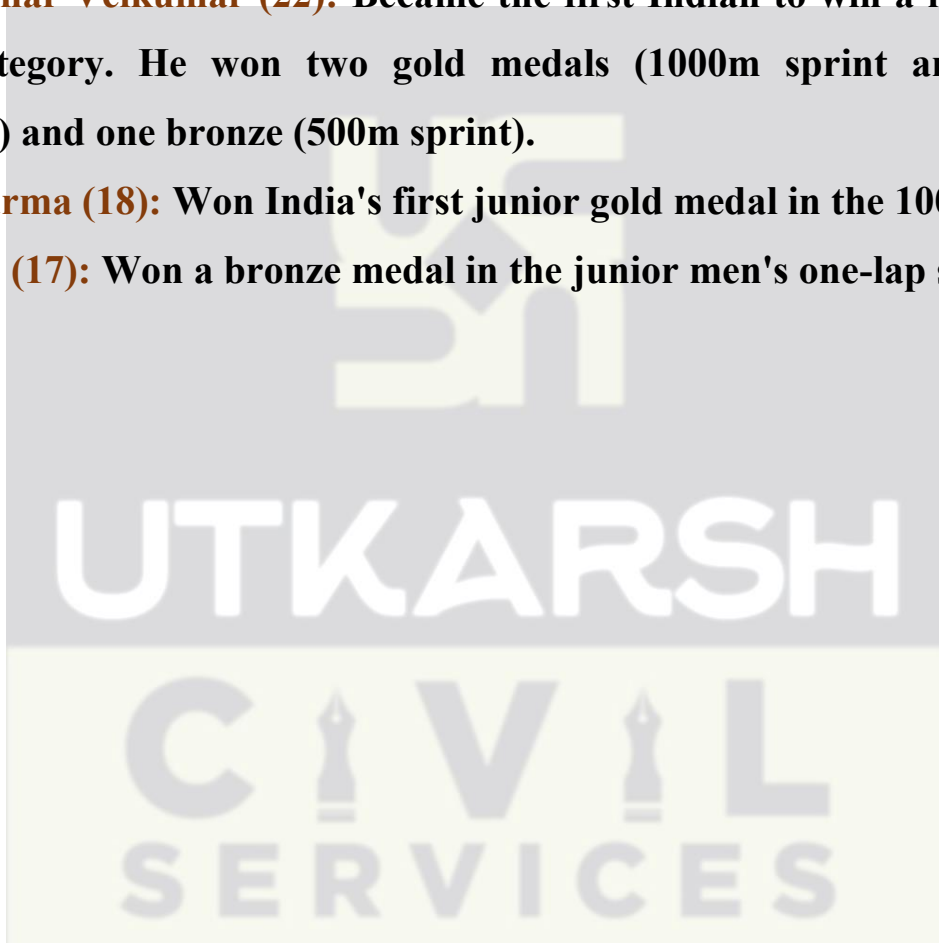 Velkumar (22): Became the first Indian to win a
tegory. He won two gold medals (1000m sprint
) and one bronze (500m sprint).
rma (18): Won India's first junior gold medal in the 100
(17): Won a bronze medal in the junior men's one-lap
UTKARSH
CIVIL
SERVICES